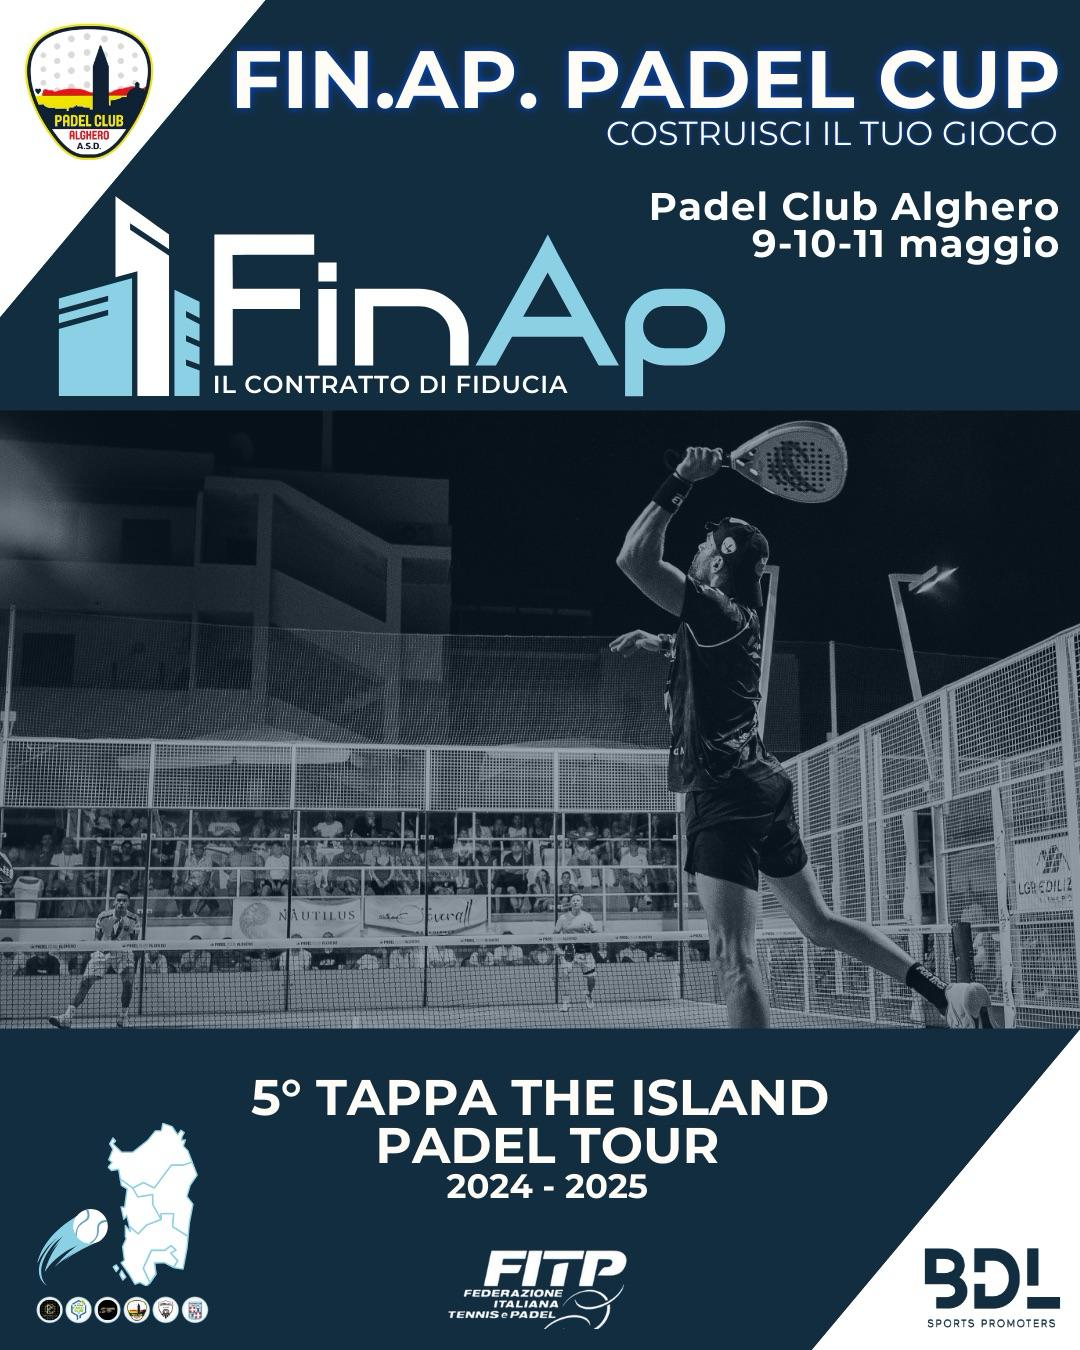 FIN.AP. PADEL CUP
COSTRUISCI IL TUO GIOCO
PADEL CLUB
ALGHERO
A.S.D.
Padel Club Alghero
9-10-11 maggio
FinAp
IL CONTRATTO DI FIDUCIA
NAUTILUS
LGR EDILIZ
5° TAPPA THE ISLAND
PADEL TOUR
2024 - 2025
FITP
FEDERAZIONE
ITALIANA
TENNIS e PADEL
BDL
SPORTS PROMOTERS